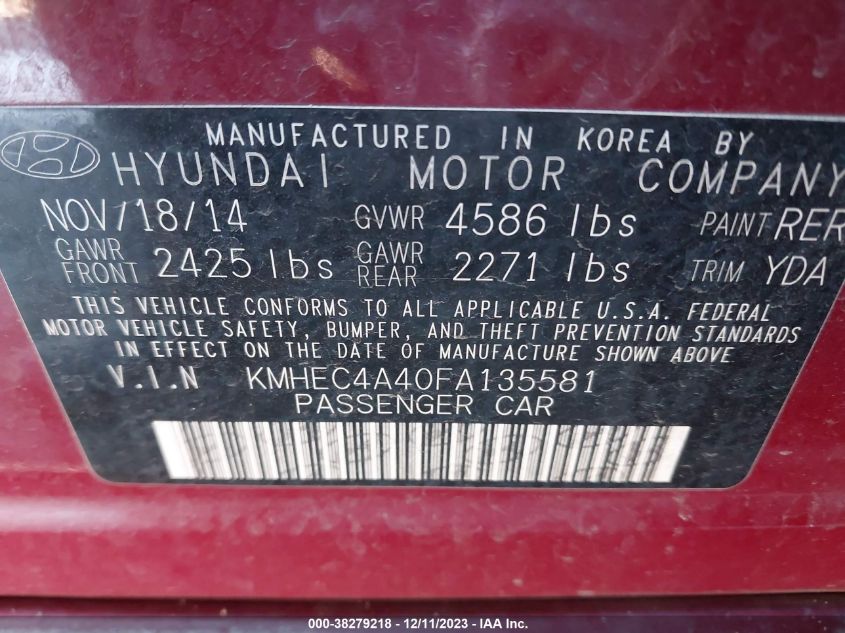 MANUFACTURED IN KOREA BY
HYUNDAI MOTOR COMPANY
NOV/18/14 GVWR 4586 lbs PAINT RER
GAWR FRONT 2425 lbs GAWR REAR 2271 lbs TRIM YDA
THIS VEHICLE CONFORMS TO ALL APPLICABLE U.S.A. FEDERAL
MOTOR VEHICLE SAFETY, BUMPER, AND THEFT PREVENTION STANDARDS
IN EFFECT ON THE DATE OF MANUFACTURE SHOWN ABOVE
V.I.N KMHEC4A40FA135581
PASSENGER CAR
000-38279218 - 12/11/2023 - IAA Inc.